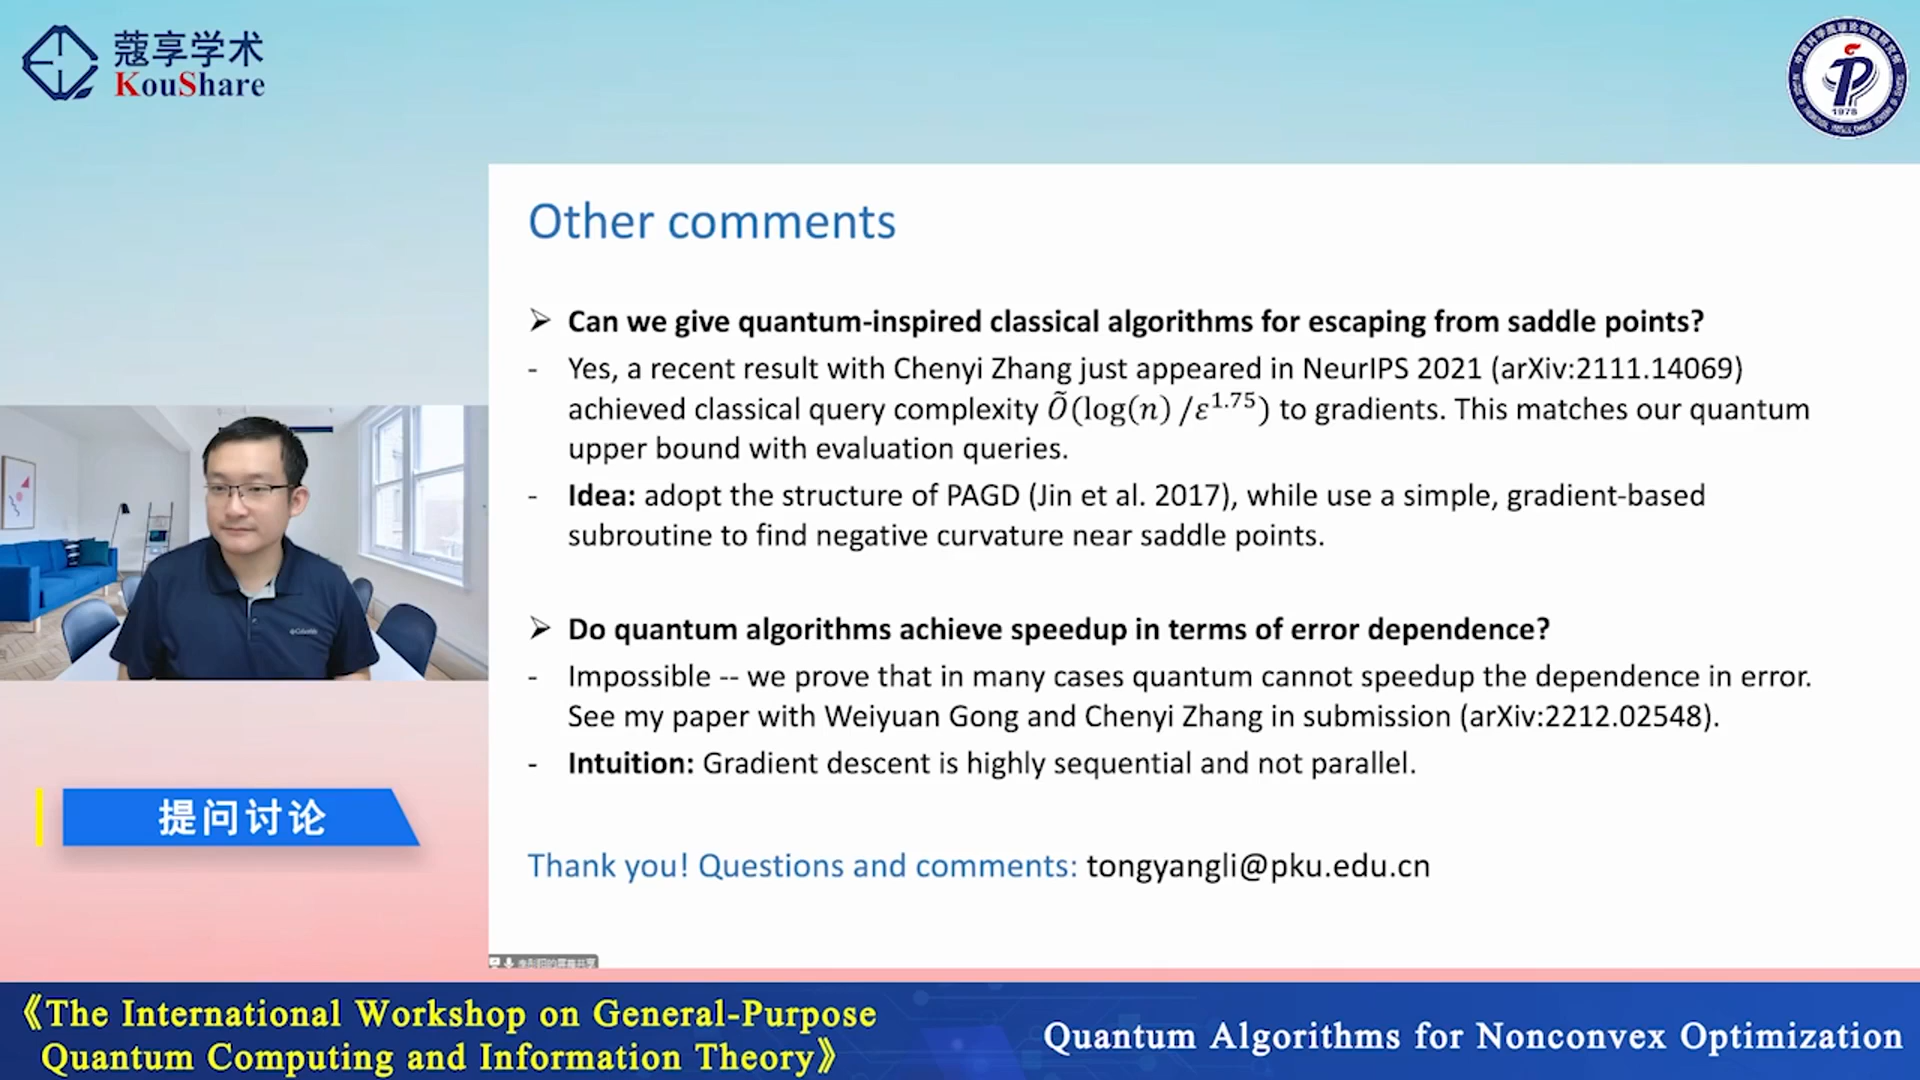 蔻享学术
KouShare
1978
Other comments
➢ Can we give quantum-inspired classical algorithms for escaping from saddle points?
- Yes, a recent result with Chenyi Zhang just appeared in NeurIPS 2021 (arXiv:2111.14069)
achieved classical query complexity Õ(log(n) /ε^1.75) to gradients. This matches our quantum
upper bound with evaluation queries.
- Idea: adopt the structure of PAGD (Jin et al. 2017), while use a simple, gradient-based
subroutine to find negative curvature near saddle points.
➢ Do quantum algorithms achieve speedup in terms of error dependence?
- Impossible -- we prove that in many cases quantum cannot speedup the dependence in error.
See my paper with Weiyuan Gong and Chenyi Zhang in submission (arXiv:2212.02548).
- Intuition: Gradient descent is highly sequential and not parallel.
Thank you! Questions and comments: tongyangli@pku.edu.cn
Columbia
提问讨论
《The International Workshop on General-Purpose
Quantum Computing and Information Theory》
Quantum Algorithms for Nonconvex Optimization